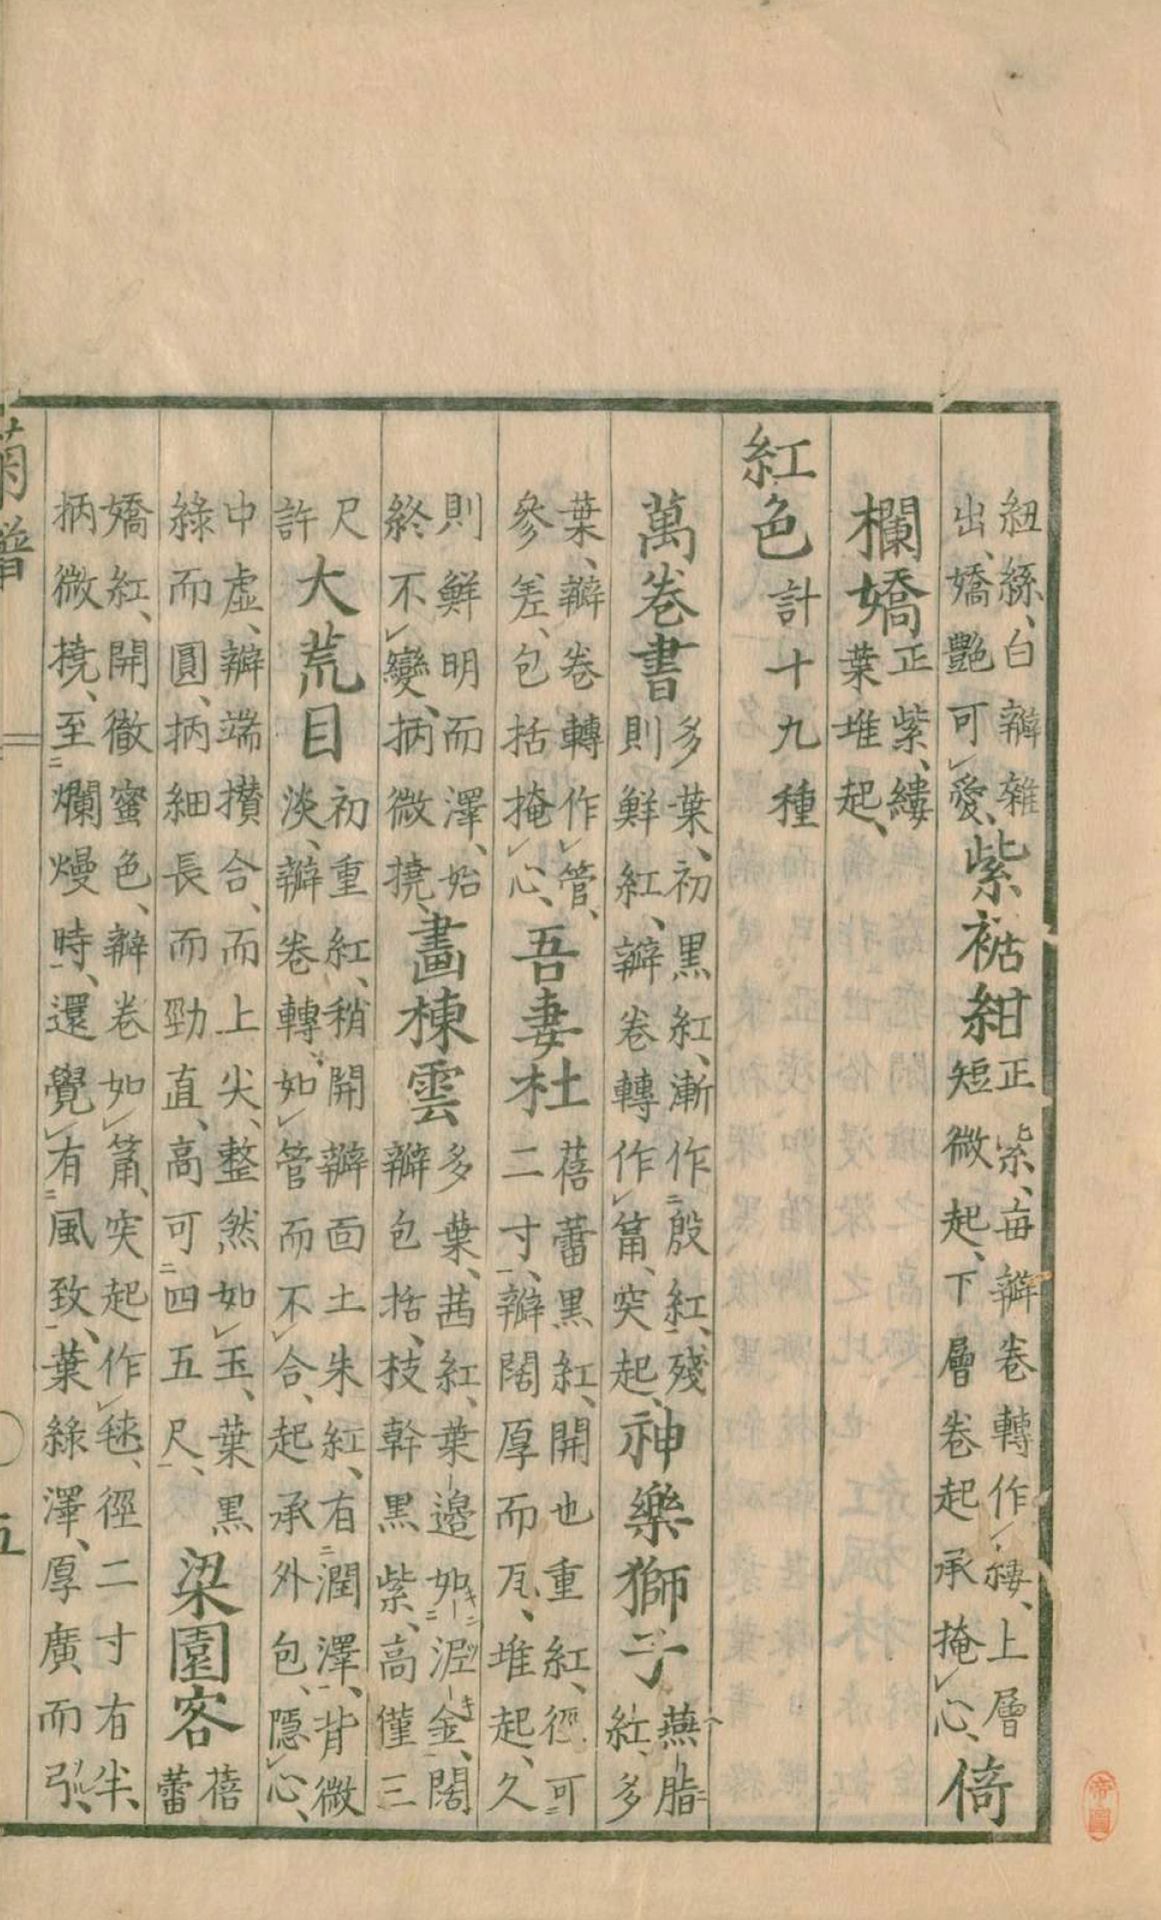 紐絲、白瓣雜出、嬌艷可愛、紫裾紺正紫、每瓣卷轉作縷、上層短微起、下層卷起承掩心、倚
欄嬌正紫、縷葉堆起、
紅色計十九種
萬卷書多葉、初黑紅、漸作殷紅、殘則鮮紅、瓣卷轉作筩、突起、神樂獅子燕脂紅、多
葉、瓣卷轉作管、參差、包括掩心、吾妻杜蓓蕾黑紅、開也重紅、徑可二寸、瓣闊厚而瓦、堆起、久
則鮮明而澤、始終不變、柄微撓、畫棟雲多葉、茜紅、葉邊如泥金、闊瓣包括、枝幹黑紫、高僅三
尺許大荒目初重紅、稍開瓣面土朱紅、有潤澤、背微淡、瓣卷轉如管而不合、起承外包、隱心、
中虛、瓣端攢合、而上尖、整然如玉、葉黑綠而圓、柄細長而勁直、高可四五尺、梁園客蓓蕾
嬌紅、開徹蜜色、瓣卷如筩、突起作毬、徑二寸有半、柄微撓、至爛熳時、還覺有風致、葉綠澤、厚廣而引、
菊譜
五
帝圖